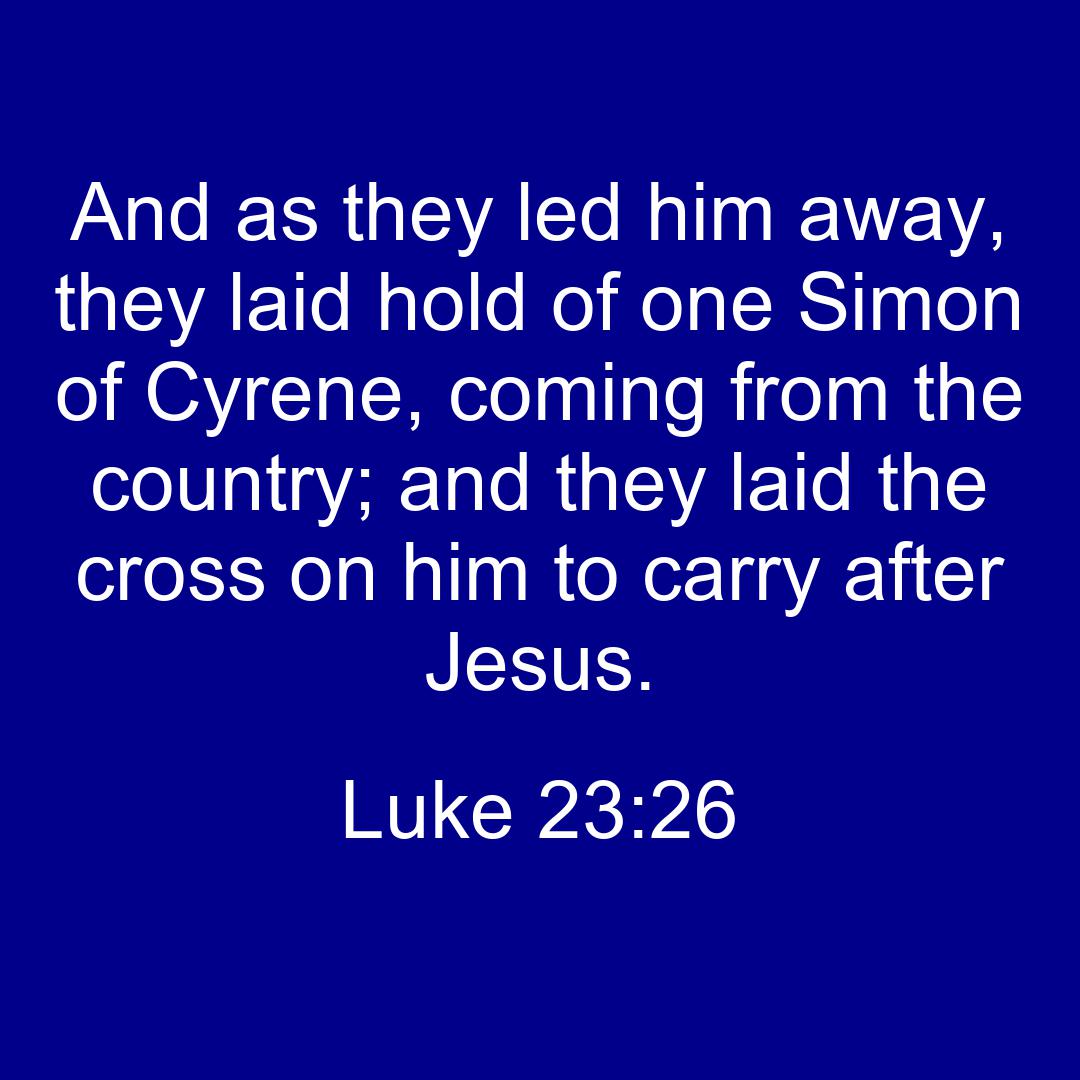 And as they led him away,
they laid hold of one Simon
of Cyrene, coming from the
country; and they laid the
cross on him to carry after
Jesus.
Luke 23:26